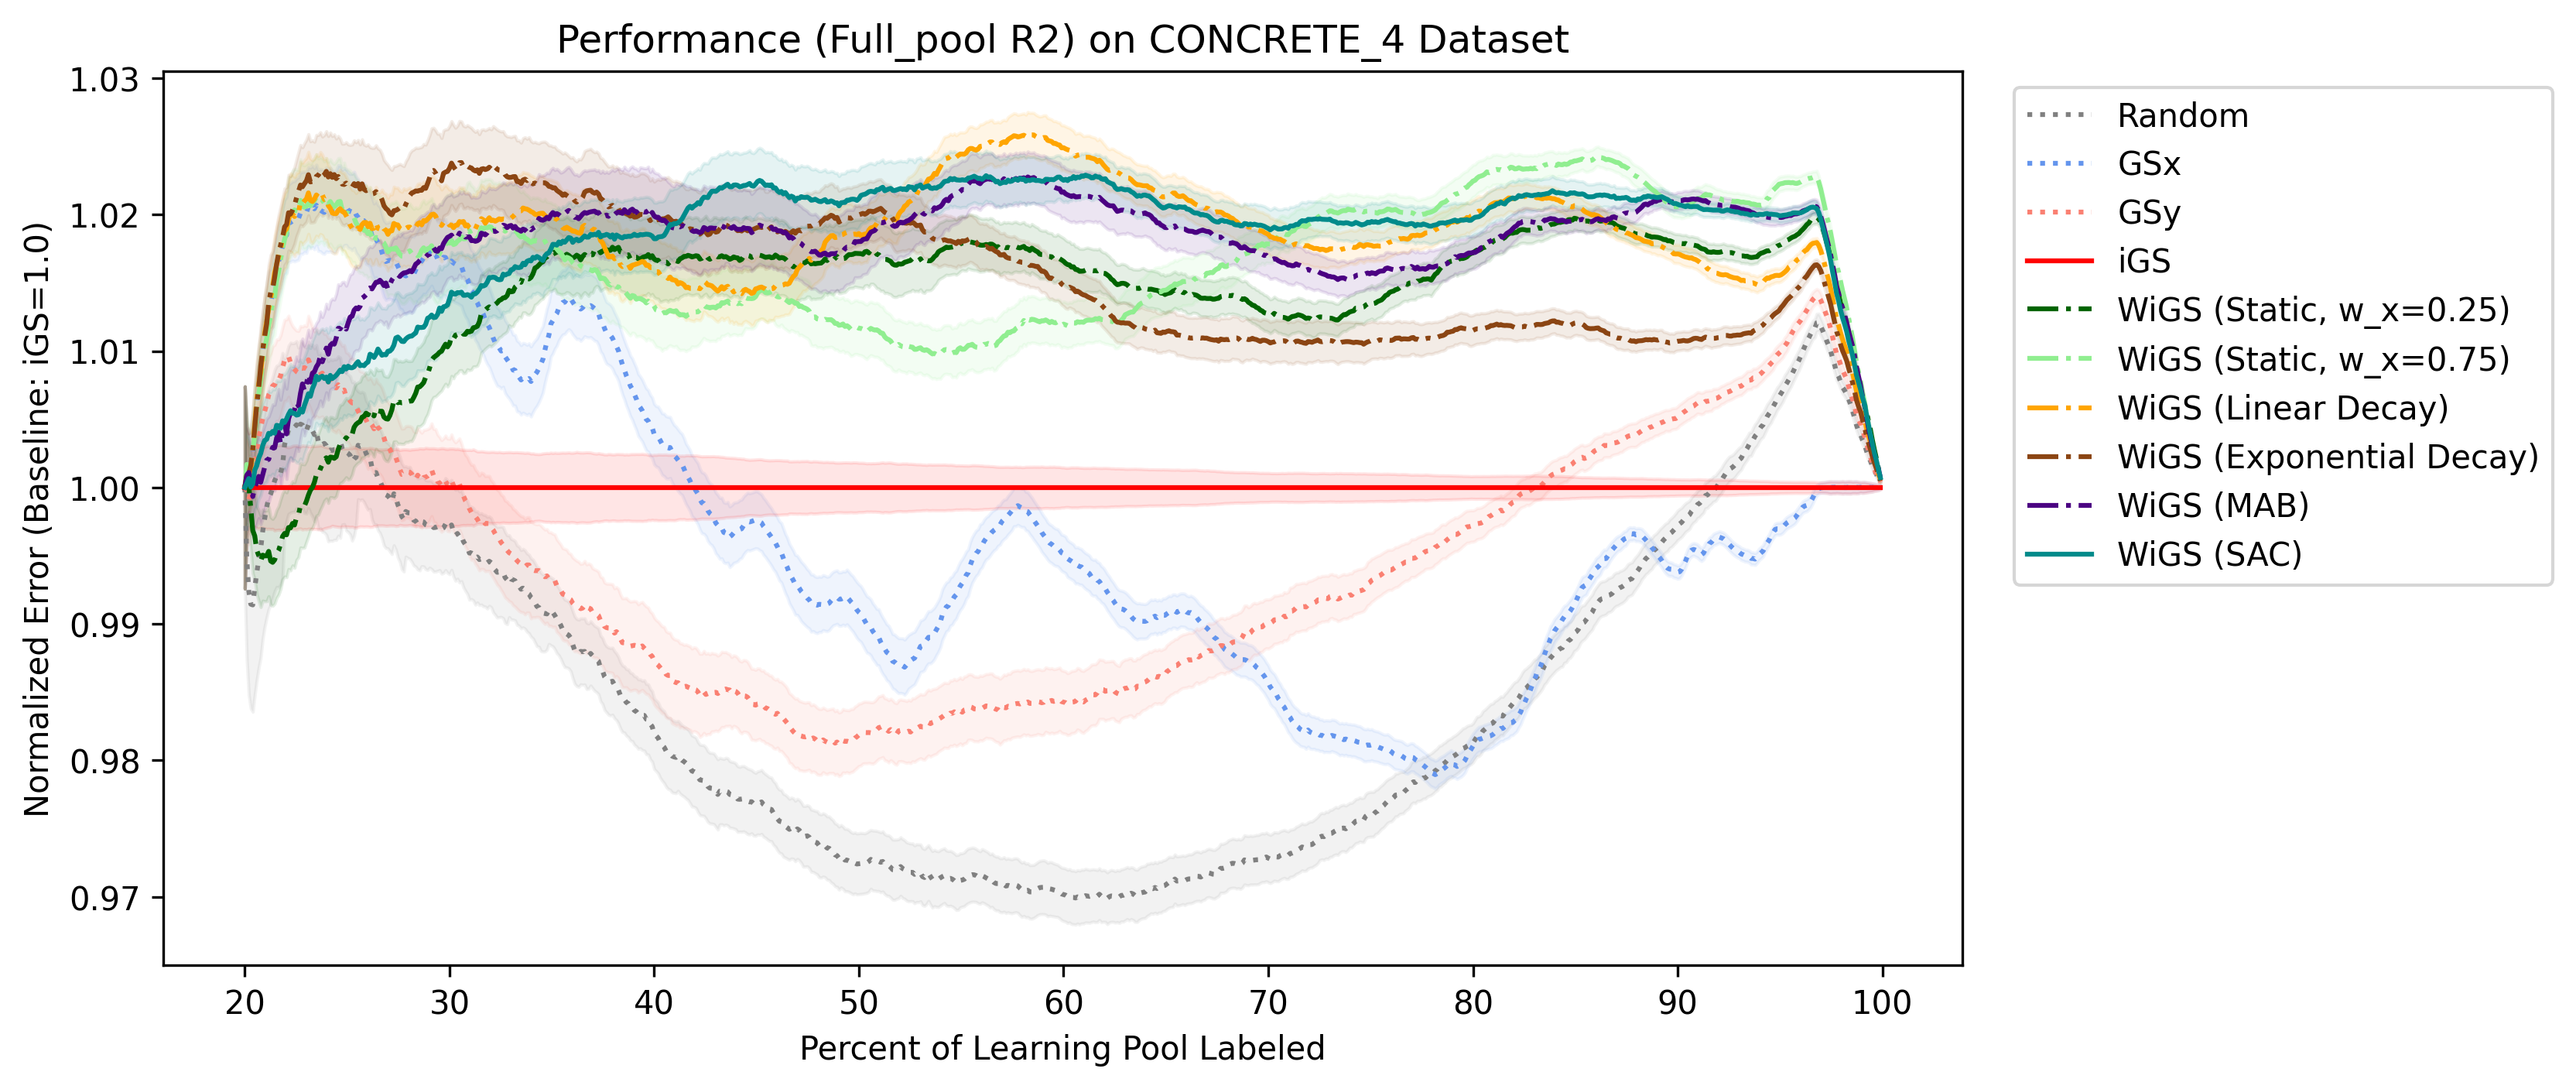 Performance (Full_pool R2) on CONCRETE_4 Dataset
Normalized Error (Baseline: iGS=1.0)
1.03
1.02
1.01
1.00
0.99
0.98
0.97
20 30 40 50 60 70 80 90 100
Percent of Learning Pool Labeled
Random
GSx
GSy
iGS
WiGS (Static, w_x=0.25)
WiGS (Static, w_x=0.75)
WiGS (Linear Decay)
WiGS (Exponential Decay)
WiGS (MAB)
WiGS (SAC)